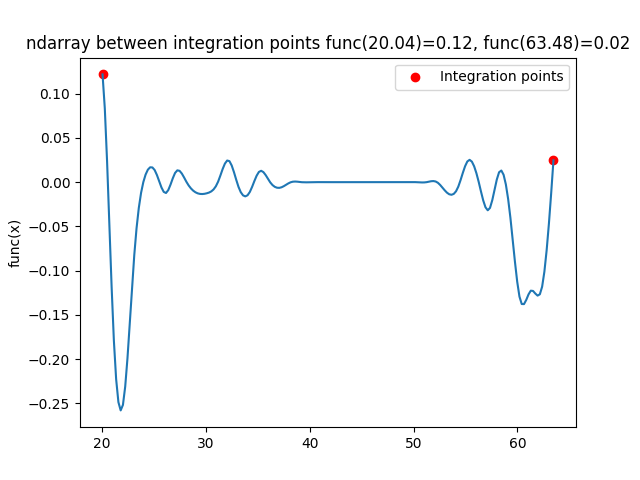 ndarray between integration points func(20.04)=0.12, func(63.48)=0.02
Integration points
func(x)
0.10
0.05
0.00
−0.05
−0.10
−0.15
−0.20
−0.25
20 30 40 50 60